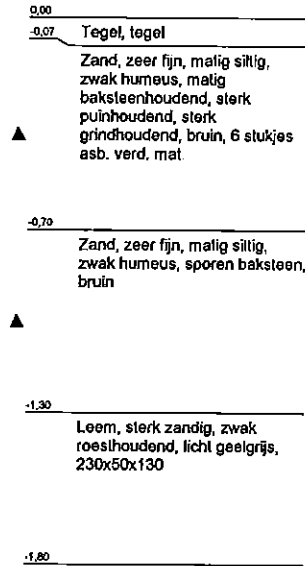 0,00
-0,07 Tegel, tegel
Zand, zeer fijn, matig siltig,
zwak humeus, matig
baksteenhoudend, sterk
puinhoudend, sterk
grindhoudend, bruin, 6 stukjes
asb. verd. mat.
-0,70
Zand, zeer fijn, matig siltig,
zwak humeus, sporen baksteen,
bruin
-1,30
Leem, sterk zandig, zwak
roesthoudend, licht geelgrijs,
230x50x130
-1,80